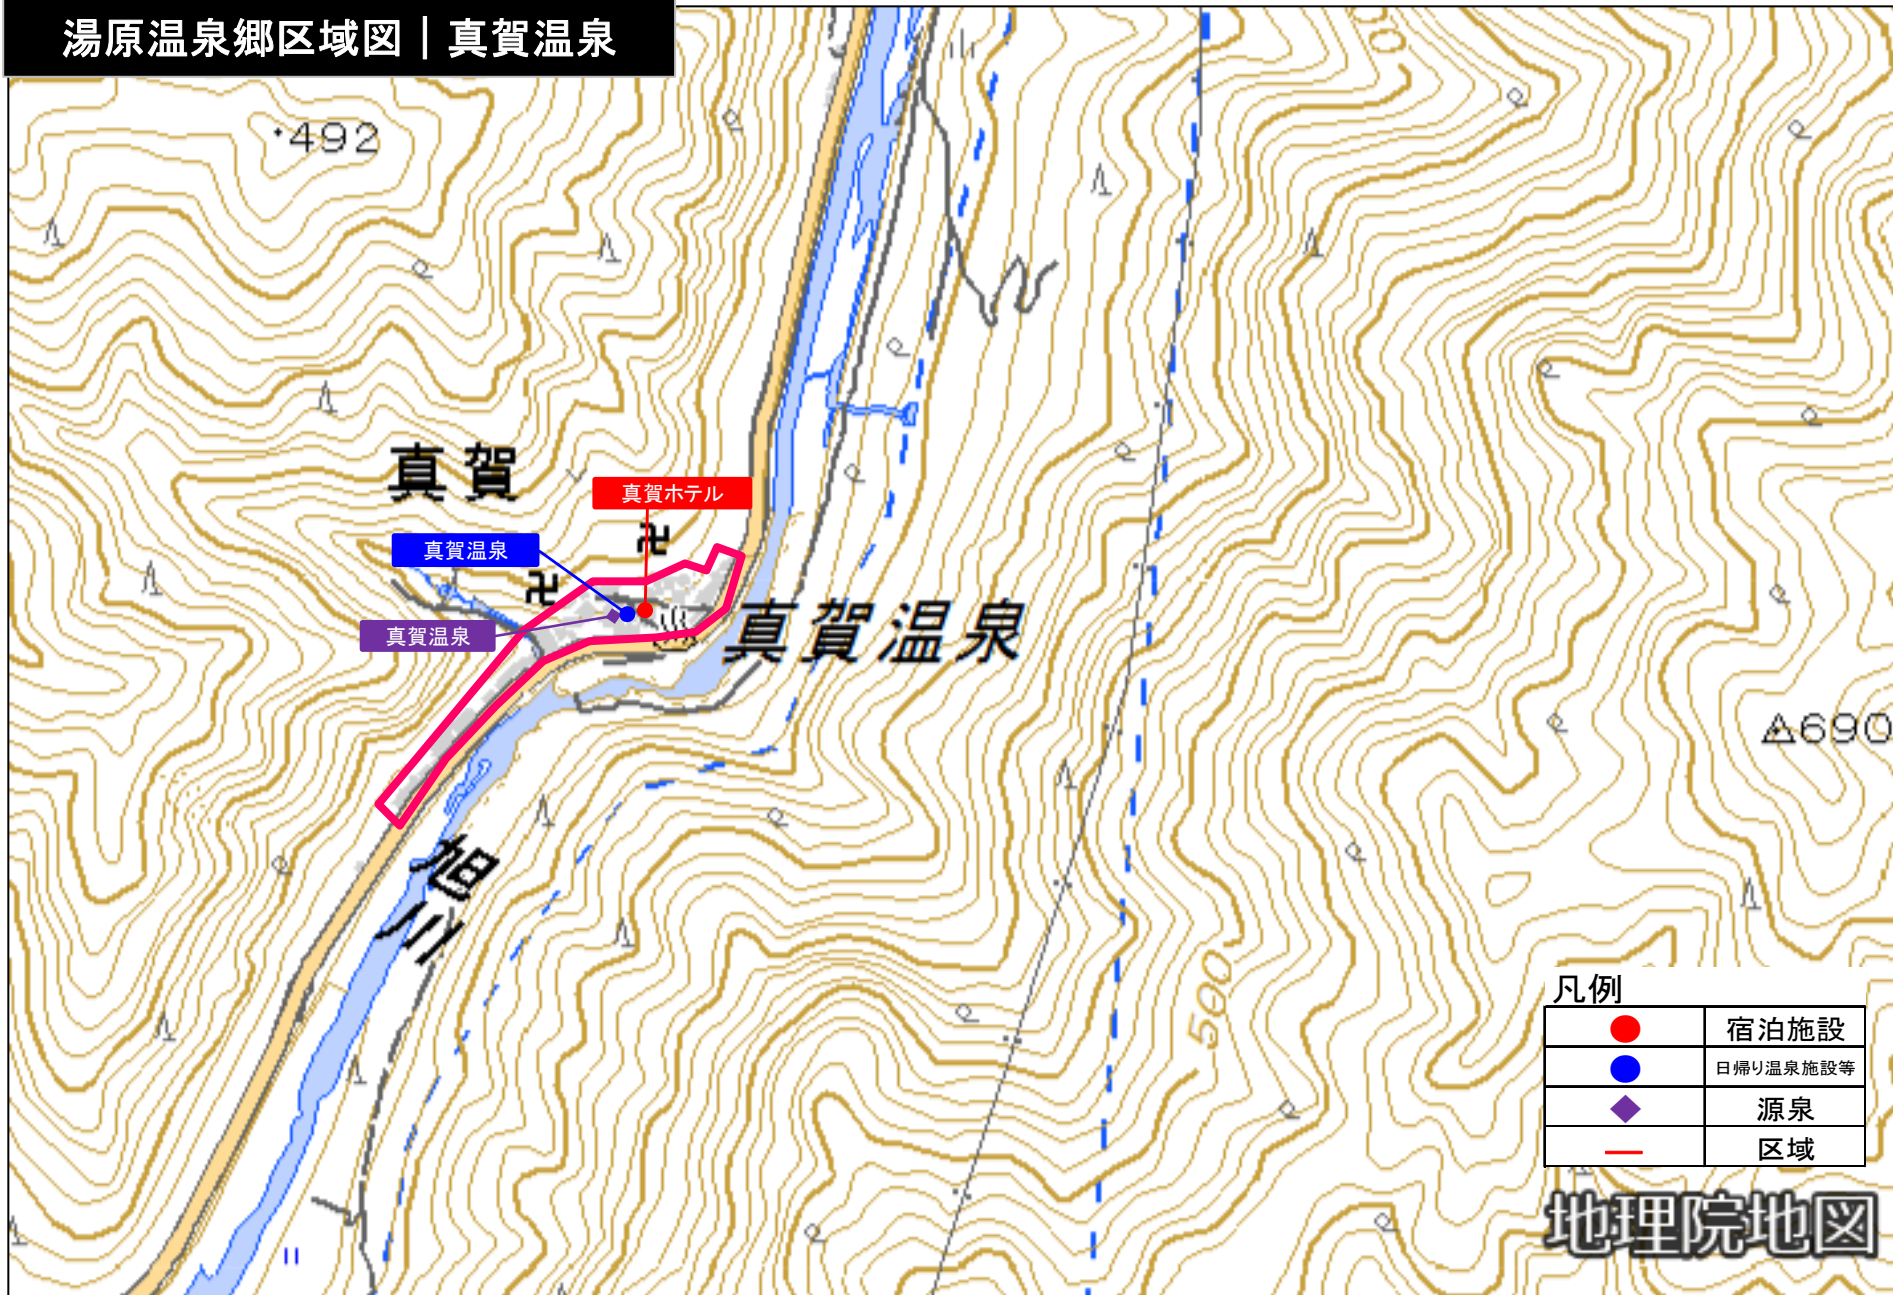 湯原温泉郷区域図｜真賀温泉
492
真賀
真賀ホテル
真賀温泉
真賀温泉
真賀温泉
690
旭川
500
凡例
宿泊施設
日帰り温泉施設等
源泉
区域
地理院地図